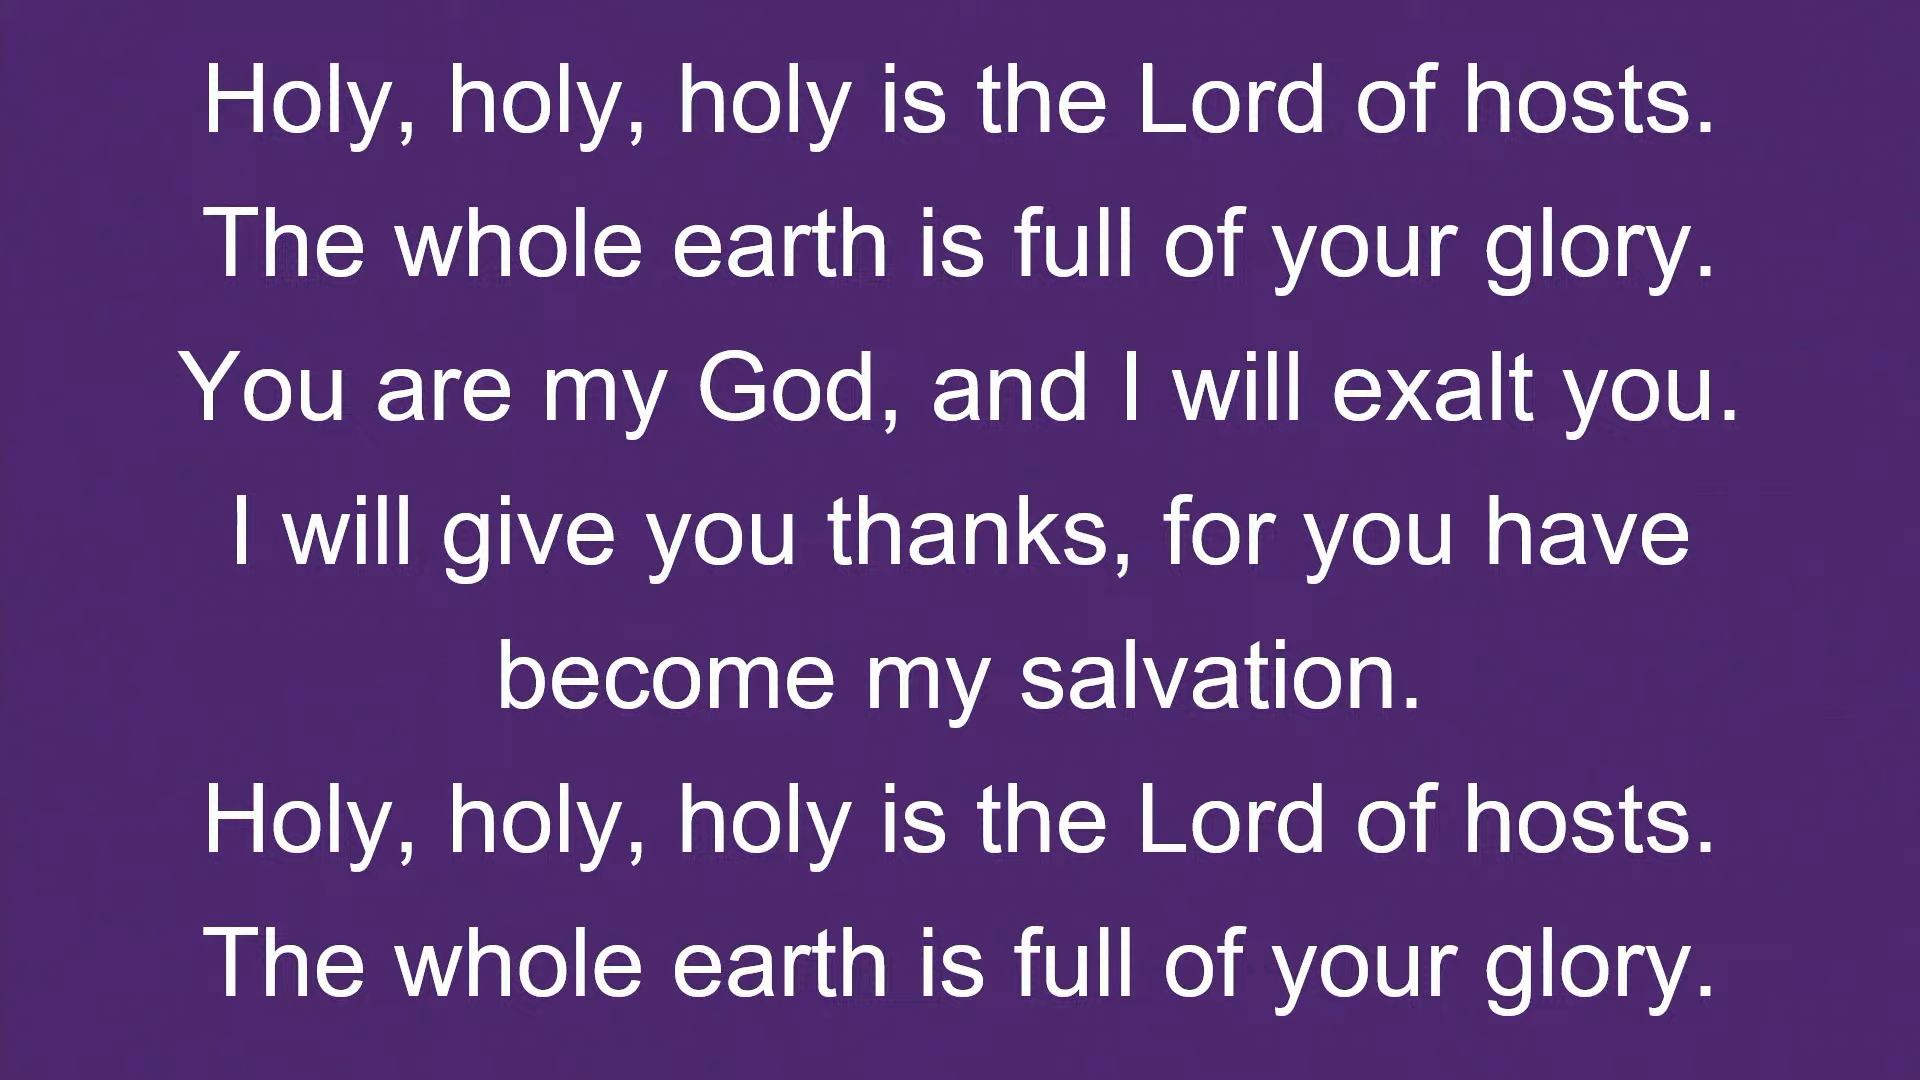 Holy, holy, holy is the Lord of hosts.
The whole earth is full of your glory.
You are my God, and I will exalt you.
I will give you thanks, for you have
become my salvation.
Holy, holy, holy is the Lord of hosts.
The whole earth is full of your glory.